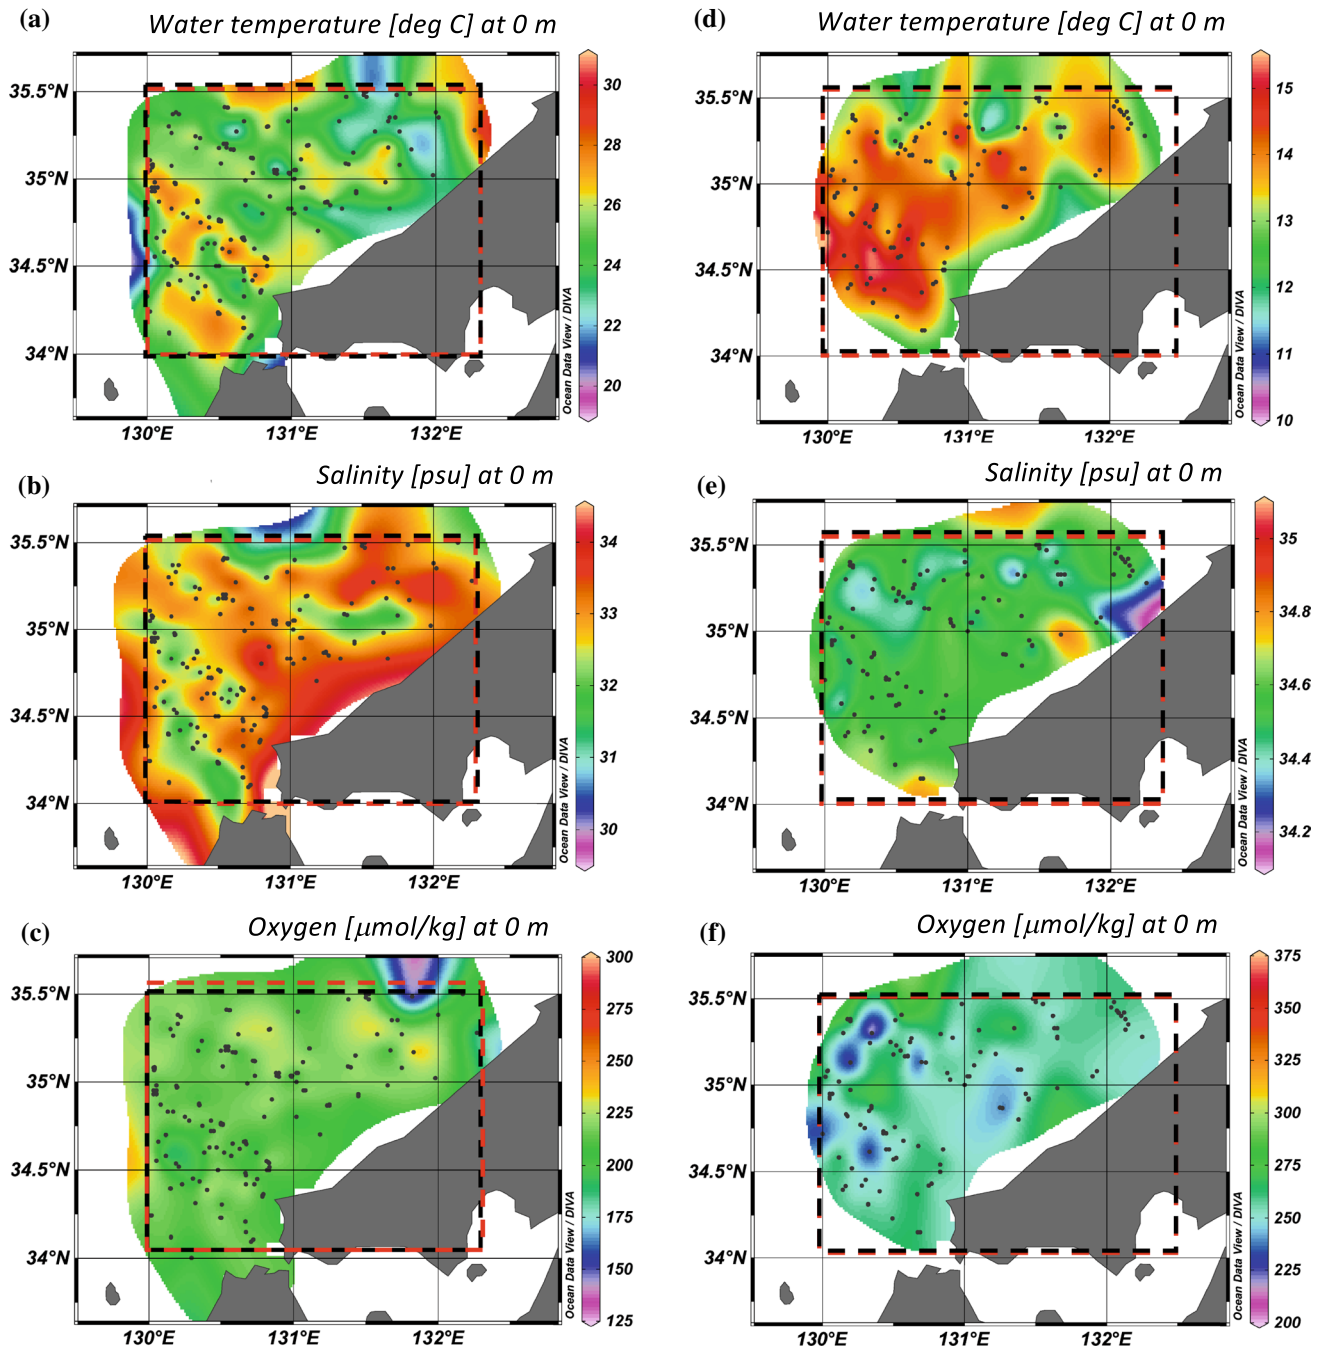 (a)
Water temperature [deg C] at 0 m
35.5°N
35°N
34.5°N
34°N
130°E
131°E
132°E
30
28
26
24
22
20
Ocean Data View / DIVA
(d)
Water temperature [deg C] at 0 m
35.5°N
35°N
34.5°N
34°N
130°E
131°E
132°E
15
14
13
12
11
10
Ocean Data View / DIVA
(b)
Salinity [psu] at 0 m
35.5°N
35°N
34.5°N
34°N
130°E
131°E
132°E
34
33
32
31
30
Ocean Data View / DIVA
(e)
Salinity [psu] at 0 m
35.5°N
35°N
34.5°N
34°N
130°E
131°E
132°E
35
34.8
34.6
34.4
34.2
Ocean Data View / DIVA
(c)
Oxygen [μmol/kg] at 0 m
35.5°N
35°N
34.5°N
34°N
130°E
131°E
132°E
300
275
250
225
200
175
150
125
Ocean Data View / DIVA
(f)
Oxygen [μmol/kg] at 0 m
35.5°N
35°N
34.5°N
34°N
130°E
131°E
132°E
375
350
325
300
275
250
225
200
Ocean Data View / DIVA